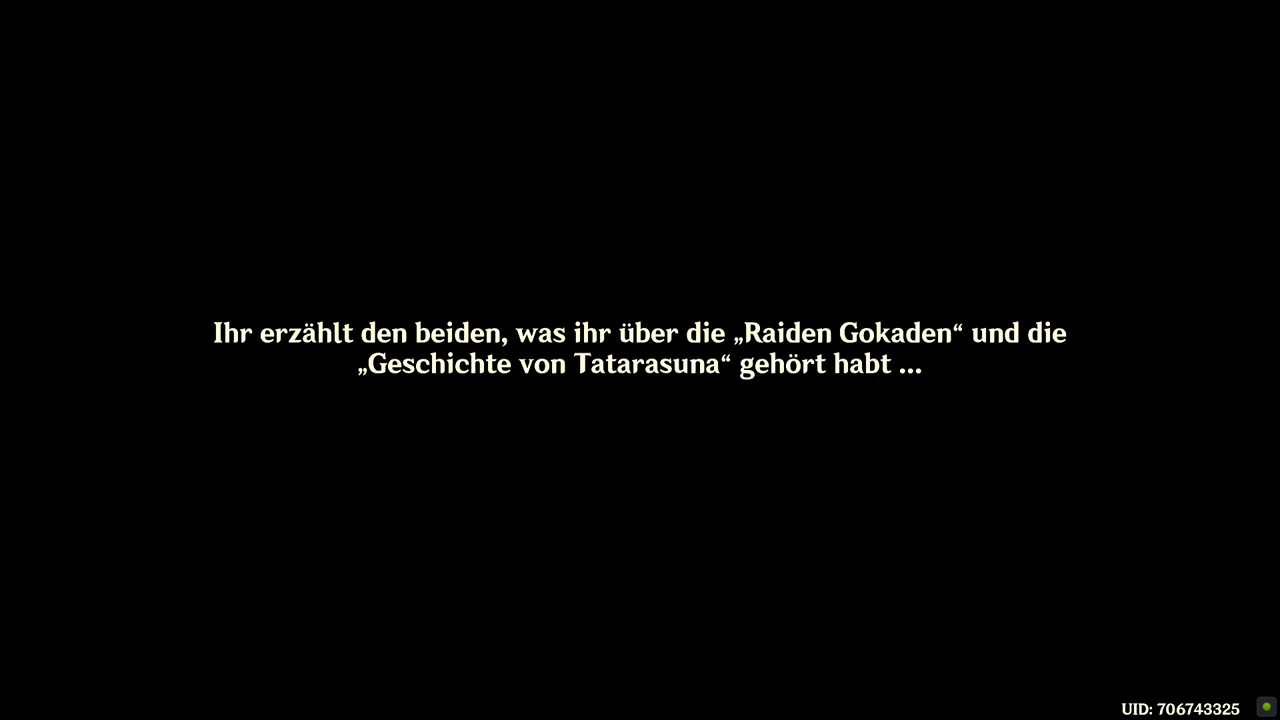 Ihr erzählt den beiden, was ihr über die „Raiden Gokaden“ und die
„Geschichte von Tatarasuna“ gehört habt ...
UID: 706743325